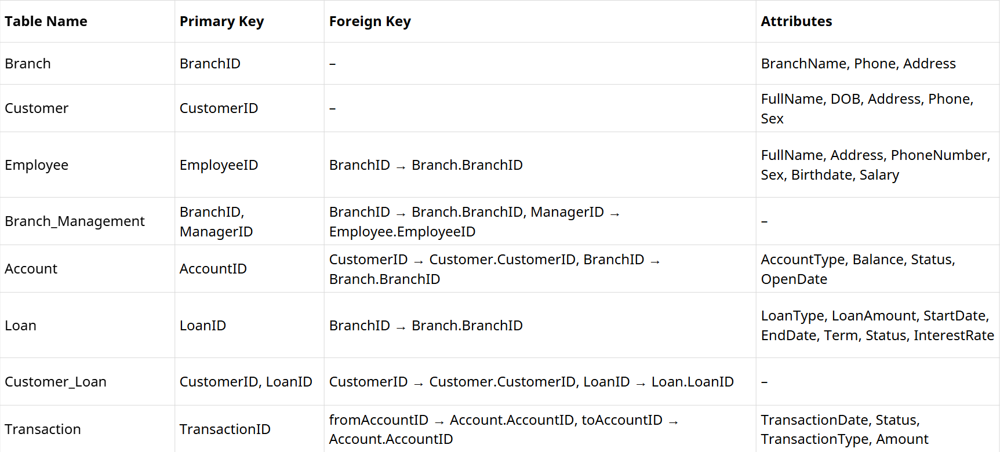 Table Name Primary Key Foreign Key Attributes
Branch BranchID – BranchName, Phone, Address
Customer CustomerID – FullName, DOB, Address, Phone,
Sex
Employee EmployeeID BranchID → Branch.BranchID FullName, Address, PhoneNumber,
Sex, Birthdate, Salary
Branch_Management BranchID,
ManagerID BranchID → Branch.BranchID, ManagerID →
Employee.EmployeeID –
Account AccountID CustomerID → Customer.CustomerID, BranchID →
Branch.BranchID AccountType, Balance, Status,
OpenDate
Loan LoanID BranchID → Branch.BranchID LoanType, LoanAmount, StartDate,
EndDate, Term, Status, InterestRate
Customer_Loan CustomerID, LoanID CustomerID → Customer.CustomerID, LoanID → Loan.LoanID –
Transaction TransactionID fromAccountID → Account.AccountID, toAccountID →
Account.AccountID TransactionDate, Status,
TransactionType, Amount